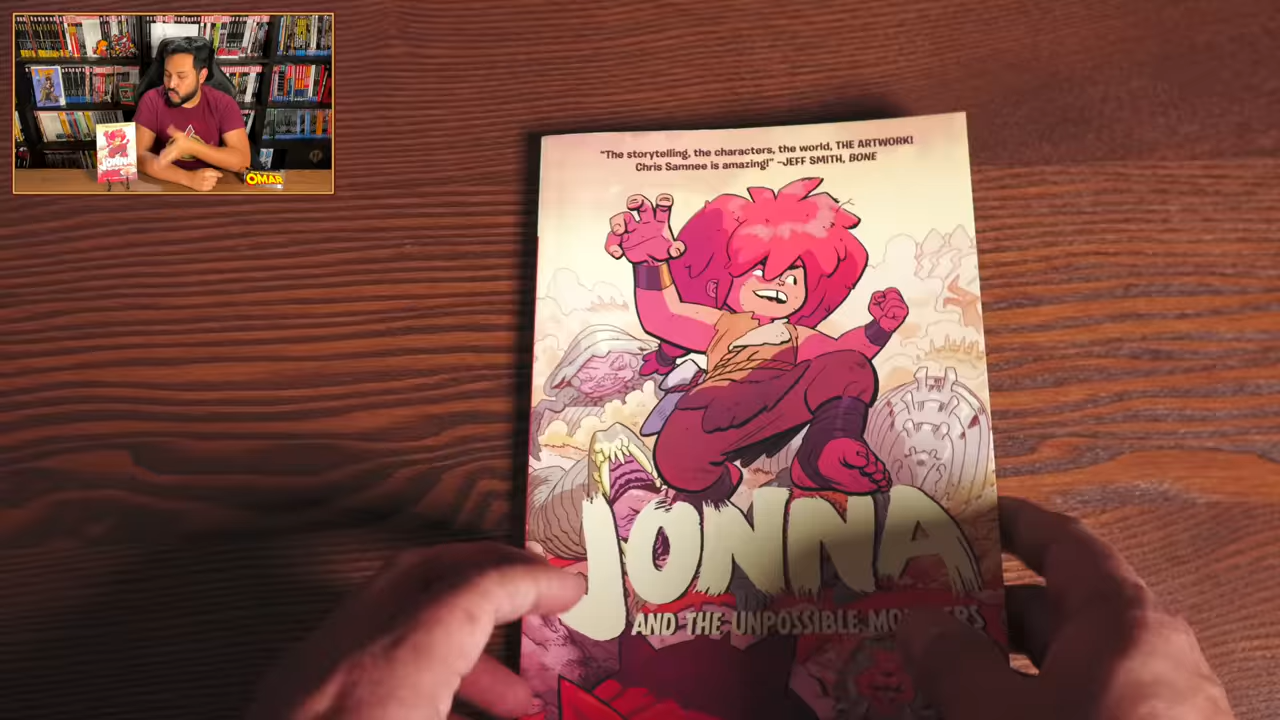 "The storytelling, the characters, the world, THE ARTWORK!
Chris Samnee is amazing!" –JEFF SMITH, BONE
JONNA
AND THE UNPOSSIBLE
JONNA
OMAR